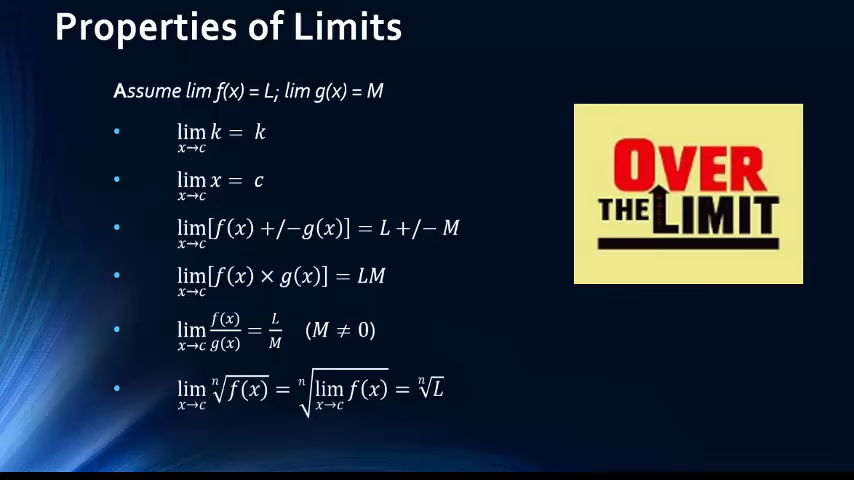 Properties of Limits
Assume lim f(x) = L; lim g(x) = M
• lim x→c k = k
• lim x→c x = c
• lim x→c [f(x) +/− g(x)] = L +/− M
• lim x→c [f(x) × g(x)] = LM
• lim x→c f(x)/g(x) = L/M (M ≠ 0)
• lim x→c ⁿ√f(x) = ⁿ√lim x→c f(x) = ⁿ√L
OVER
THE LIMIT